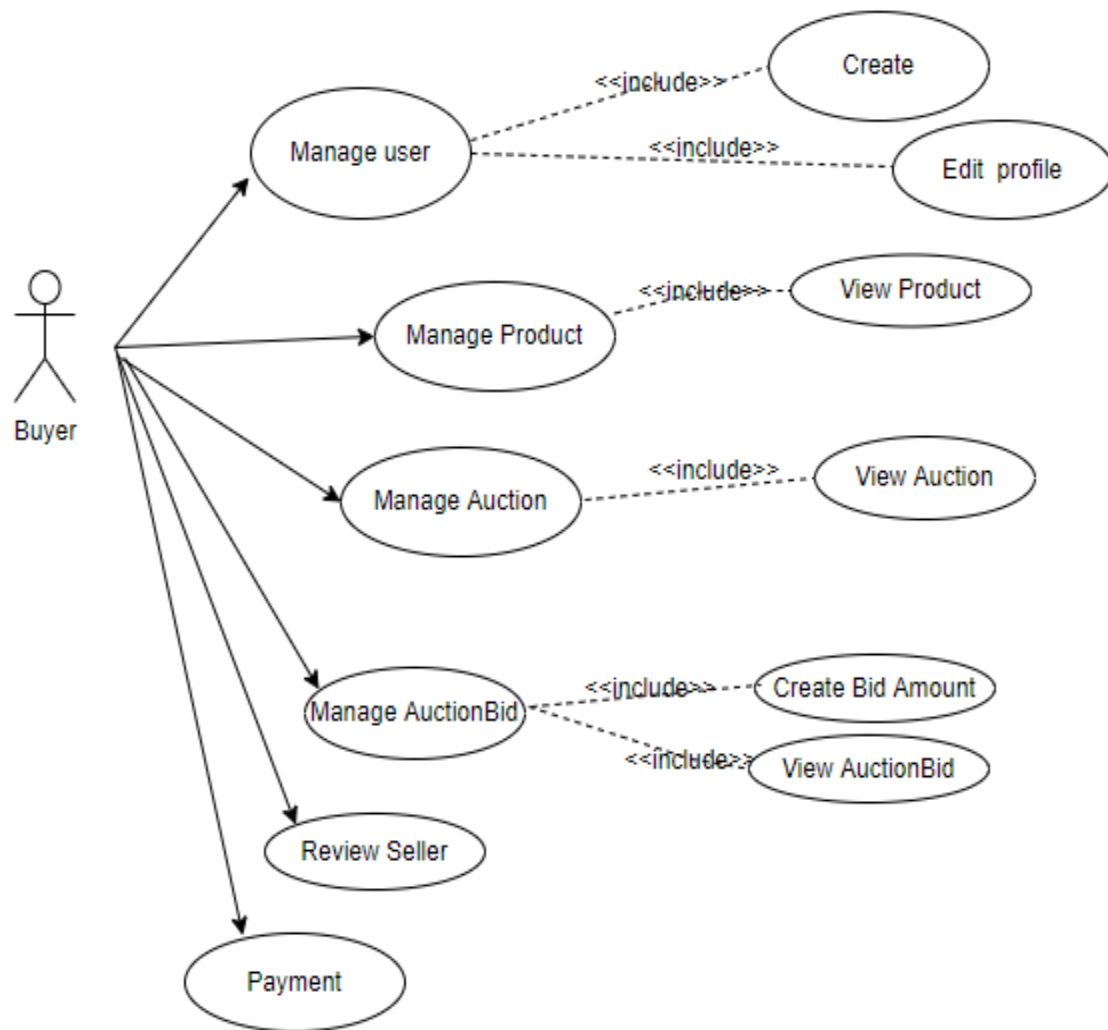 Create
<<include>>
Manage user
<<include>>
Edit profile
<<include>>
View Product
Manage Product
Buyer
<<include>>
View Auction
Manage Auction
<<include>>
Create Bid Amount
Manage AuctionBid
<<include>>
View AuctionBid
Review Seller
Payment